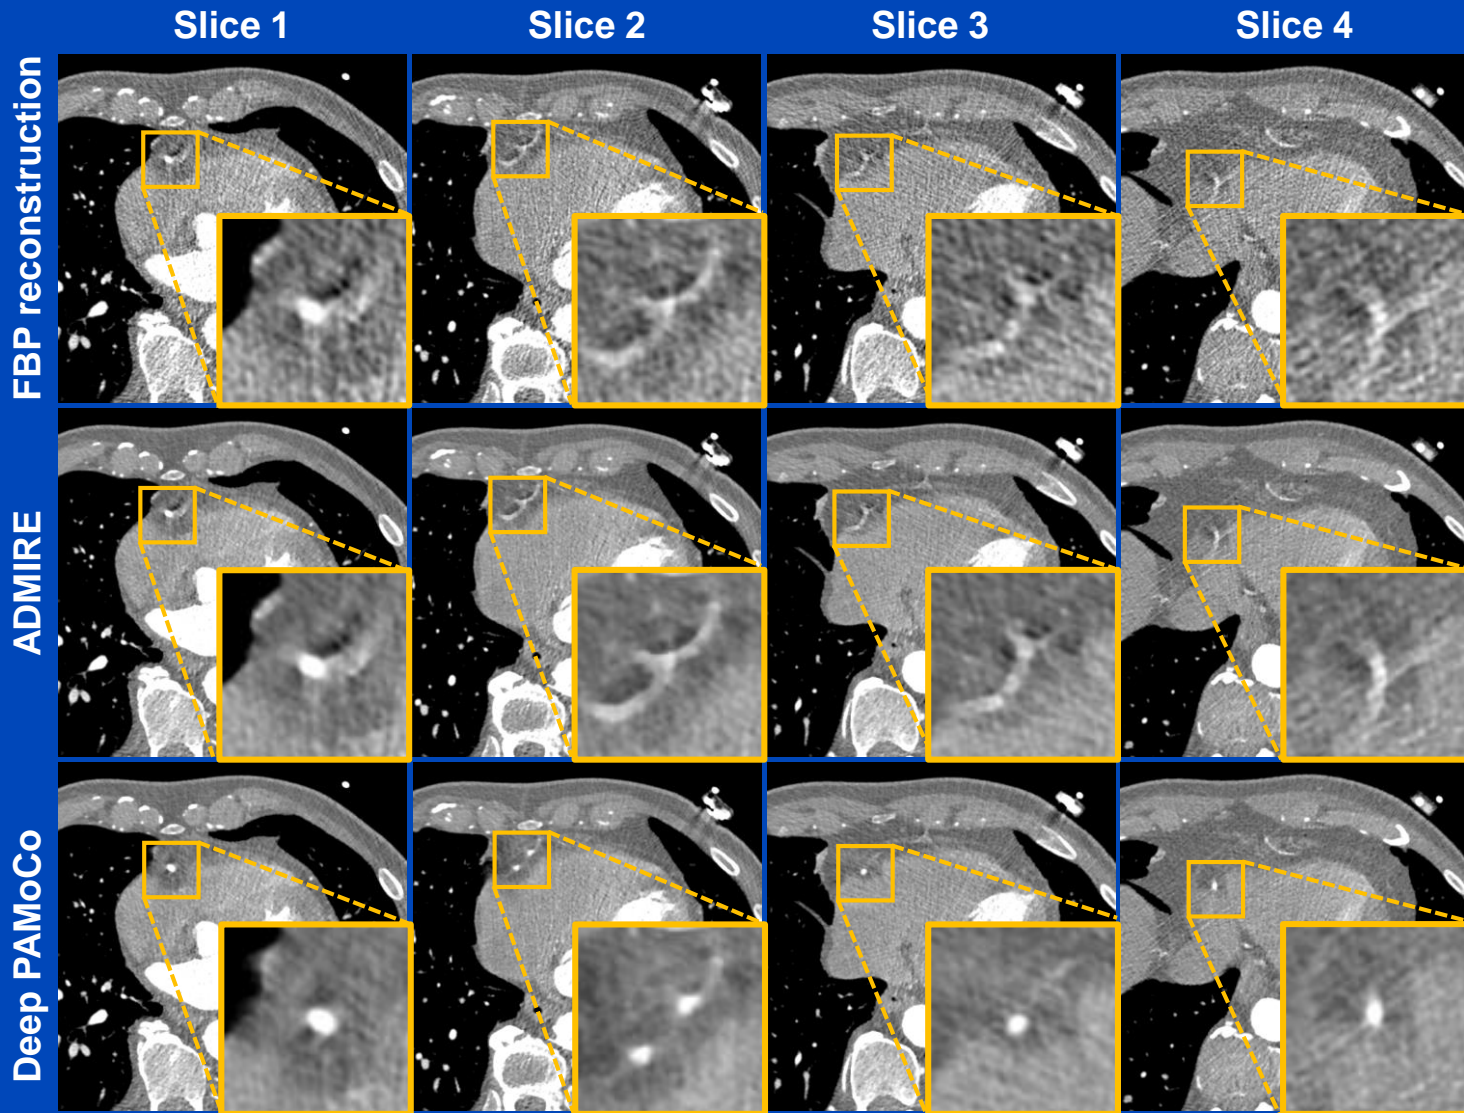 Slice 1
Slice 2
Slice 3
Slice 4
FBP reconstruction
ADMIRE
Deep PAMoCo